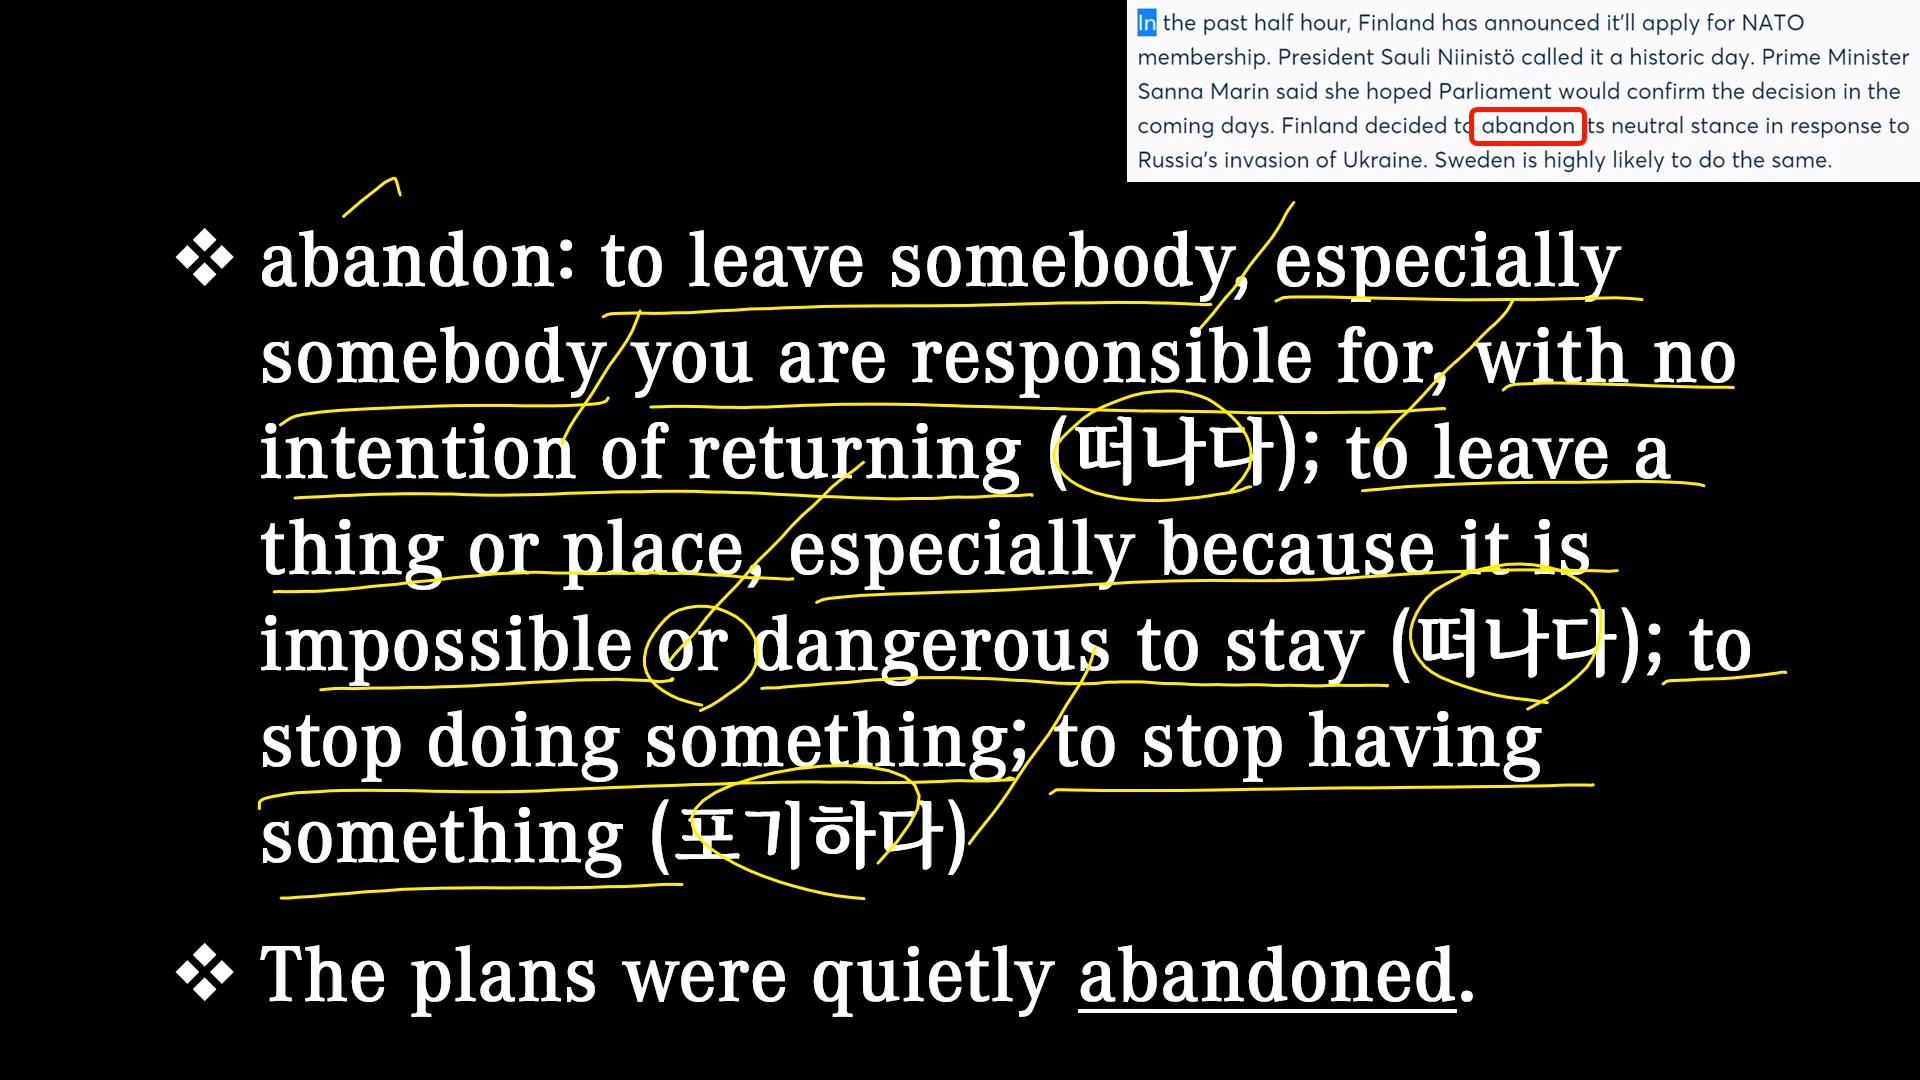 In the past half hour, Finland has announced it'll apply for NATO
membership. President Sauli Niinistö called it a historic day. Prime Minister
Sanna Marin said she hoped Parliament would confirm the decision in the
coming days. Finland decided to abandon its neutral stance in response to
Russia's invasion of Ukraine. Sweden is highly likely to do the same.
❖ abandon: to leave somebody, especially
somebody you are responsible for, with no
intention of returning (떠나다); to leave a
thing or place, especially because it is
impossible or dangerous to stay (떠나다); to
stop doing something; to stop having
something (포기하다)
❖ The plans were quietly abandoned.